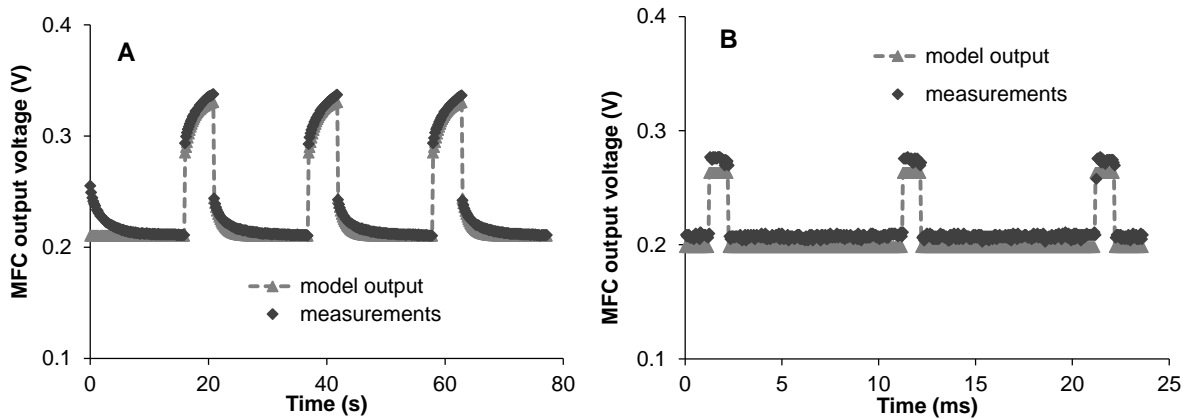 A
MFC output voltage (V)
0.4
0.3
0.2
0.1
model output
measurements
0
20
40
60
80
Time (s)
B
MFC output voltage (V)
0.4
0.3
0.2
0.1
model output
measurements
0
5
10
15
20
25
Time (ms)